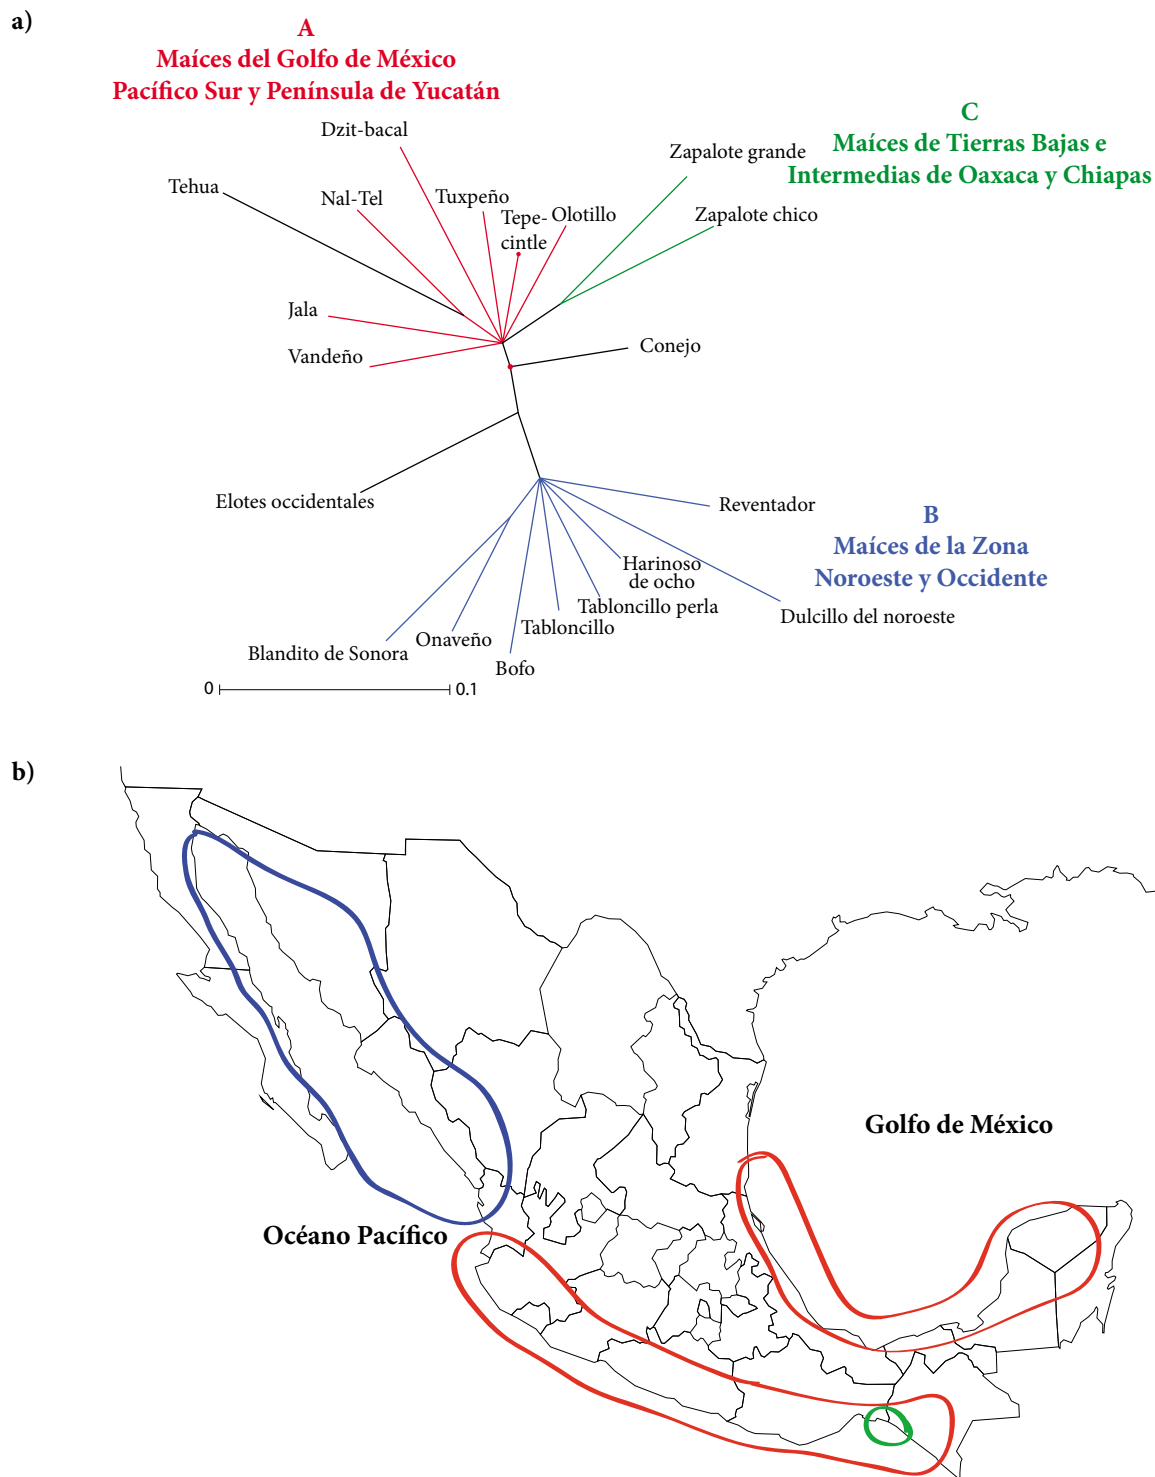 a)
A
Maíces del Golfo de México
Pacífico Sur y Península de Yucatán
C
Maíces de Tierras Bajas e
Intermedias de Oaxaca y Chiapas
Dzit-bacal
Zapalote grande
Tehua
Nal-Tel
Tuxpeño
Tepe-
cintle
Olotillo
Zapalote chico
Jala
Vandeño
Conejo
Elotes occidentales
Reventador
B
Maíces de la Zona
Noroeste y Occidente
Harinoso
de ocho
Tabloncillo perla
Dulcillo del noroeste
Tabloncillo
Onaveño
Blandito de Sonora
Bofo
0
0.1
b)
Golfo de México
Océano Pacífico